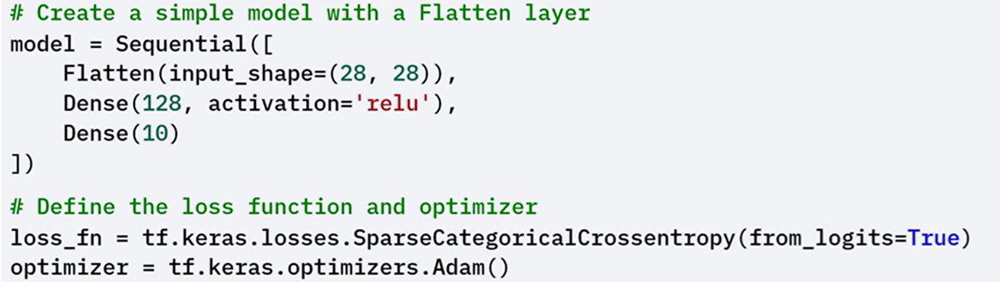 # Create a simple model with a Flatten layer
model = Sequential([
    Flatten(input_shape=(28, 28)),
    Dense(128, activation='relu'),
    Dense(10)
])
# Define the loss function and optimizer
loss_fn = tf.keras.losses.SparseCategoricalCrossentropy(from_logits=True)
optimizer = tf.keras.optimizers.Adam()